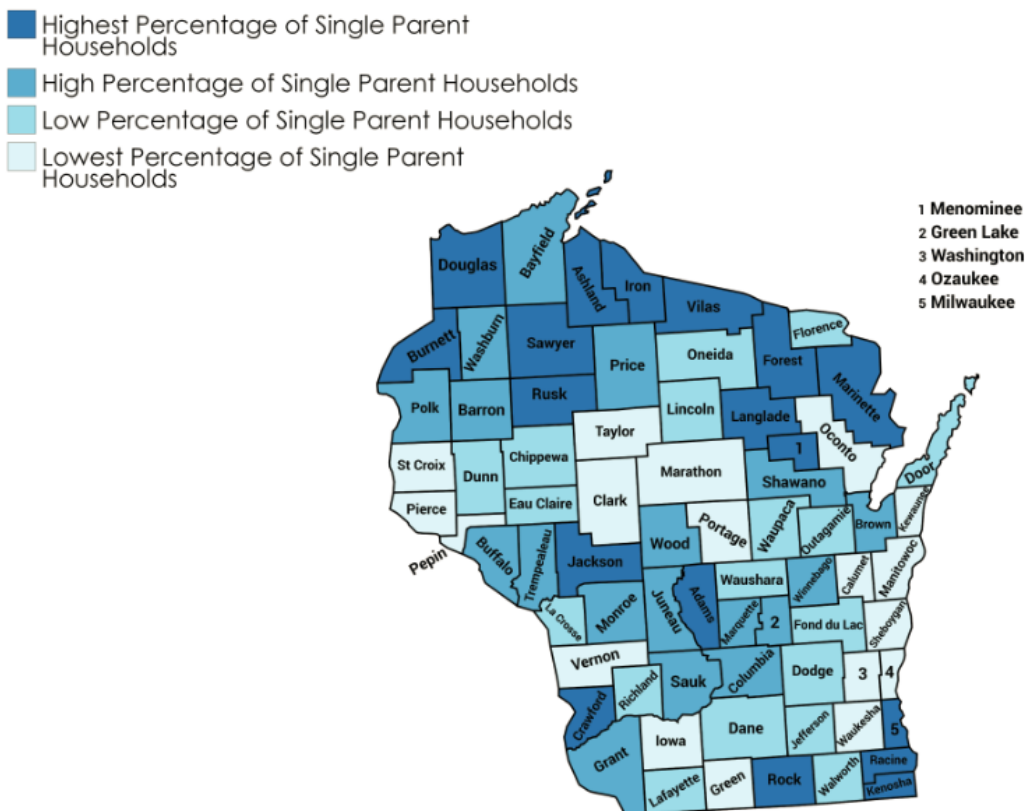 Highest Percentage of Single Parent
Households
High Percentage of Single Parent Households
Low Percentage of Single Parent Households
Lowest Percentage of Single Parent
Households
1 Menominee
2 Green Lake
3 Washington
4 Ozaukee
5 Milwaukee
Douglas
Bayfield
Ashland
Iron
Vilas
Florence
Burnett
Washburn
Sawyer
Price
Oneida
Forest
Marinette
Polk
Barron
Rusk
Lincoln
Langlade
Taylor
Oconto
1
St Croix
Dunn
Chippewa
Clark
Marathon
Shawano
Door
Pierce
Eau Claire
Portage
Waupaca
Outagamie
Brown
Kewaunee
Pepin
Buffalo
Trempealeau
Jackson
Wood
Waushara
Winnebago
Calumet
Manitowoc
La Crosse
Monroe
Juneau
Adams
Marquette
2
Fond du Lac
Sheboygan
Vernon
Richland
Sauk
Columbia
Dodge
3
4
Crawford
Iowa
Dane
Jefferson
Waukesha
5
Grant
Lafayette
Green
Rock
Walworth
Racine
Kenosha